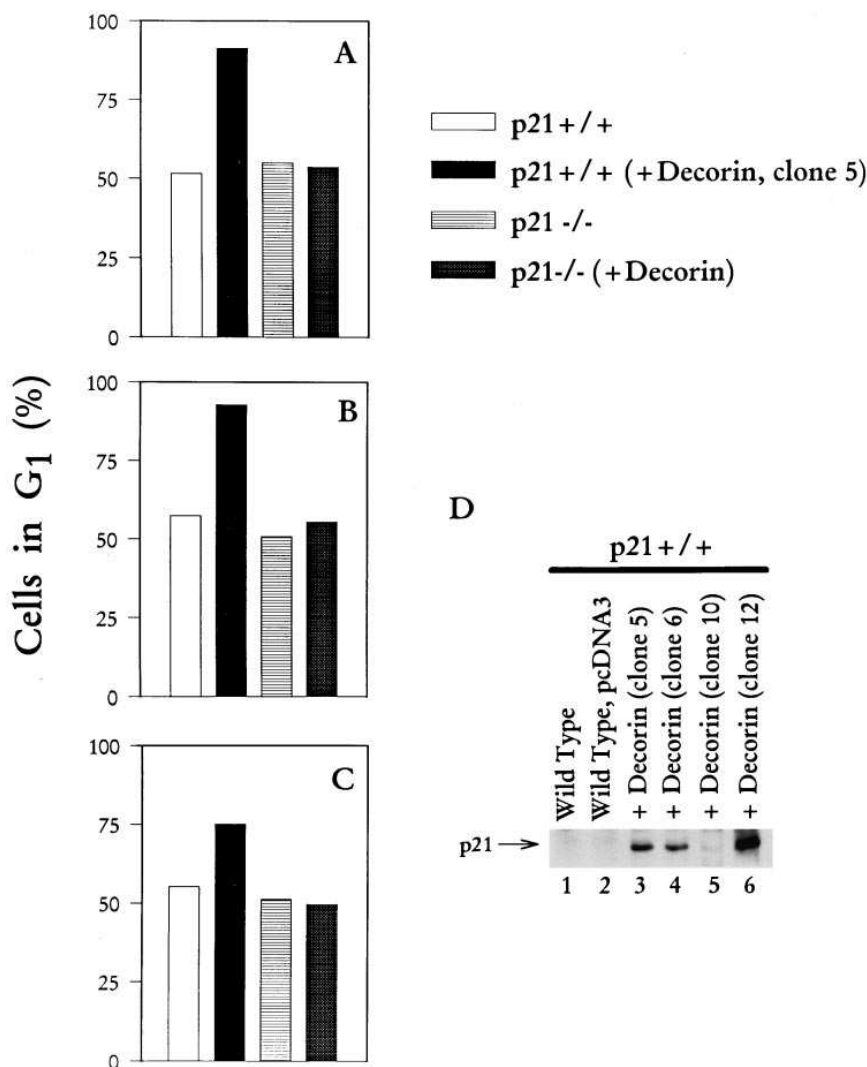 A
100
75
50
25
0
p21 +/+
p21 +/+ (+ Decorin, clone 5)
p21 -/-
p21-/- (+ Decorin)
Cells in G1 (%)
B
100
75
50
25
0
C
100
75
50
25
0
D
p21 +/+
Wild Type
Wild Type, pcDNA3
+ Decorin (clone 5)
+ Decorin (clone 6)
+ Decorin (clone 10)
+ Decorin (clone 12)
p21
1 2 3 4 5 6